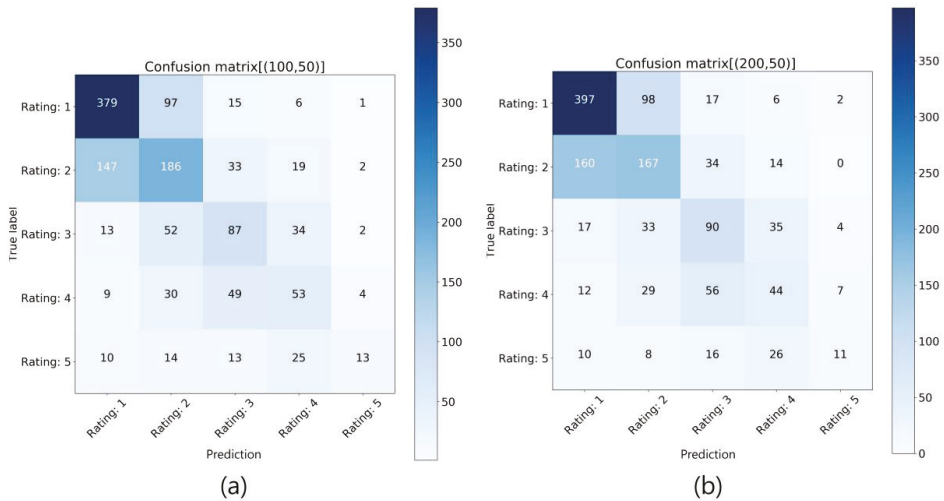 Confusion matrix[(100,50)]
Rating: 1 379 97 15 6 1
Rating: 2 147 186 33 19 2
Rating: 3 13 52 87 34 2
Rating: 4 9 30 49 53 4
Rating: 5 10 14 13 25 13
True label
Rating: 1 Rating: 2 Rating: 3 Rating: 4 Rating: 5
Prediction
350
300
250
200
150
100
50
(a)
Confusion matrix[(200,50)]
Rating: 1 397 98 17 6 2
Rating: 2 160 167 34 14 0
Rating: 3 17 33 90 35 4
Rating: 4 12 29 56 44 7
Rating: 5 10 8 16 26 11
True label
Rating: 1 Rating: 2 Rating: 3 Rating: 4 Rating: 5
Prediction
350
300
250
200
150
100
50
0
(b)